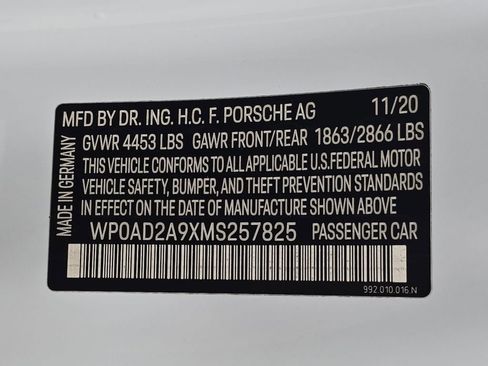 MFD BY DR. ING. H.C. F. PORSCHE AG 11/20
GVWR 4453 LBS GAWR FRONT/REAR 1863/2866 LBS
THIS VEHICLE CONFORMS TO ALL APPLICABLE U.S.FEDERAL MOTOR
VEHICLE SAFETY, BUMPER, AND THEFT PREVENTION STANDARDS
IN EFFECT ON THE DATE OF MANUFACTURE SHOWN ABOVE
WP0AD2A9XMS257825 PASSENGER CAR
MADE IN GERMANY
992.010.016.N